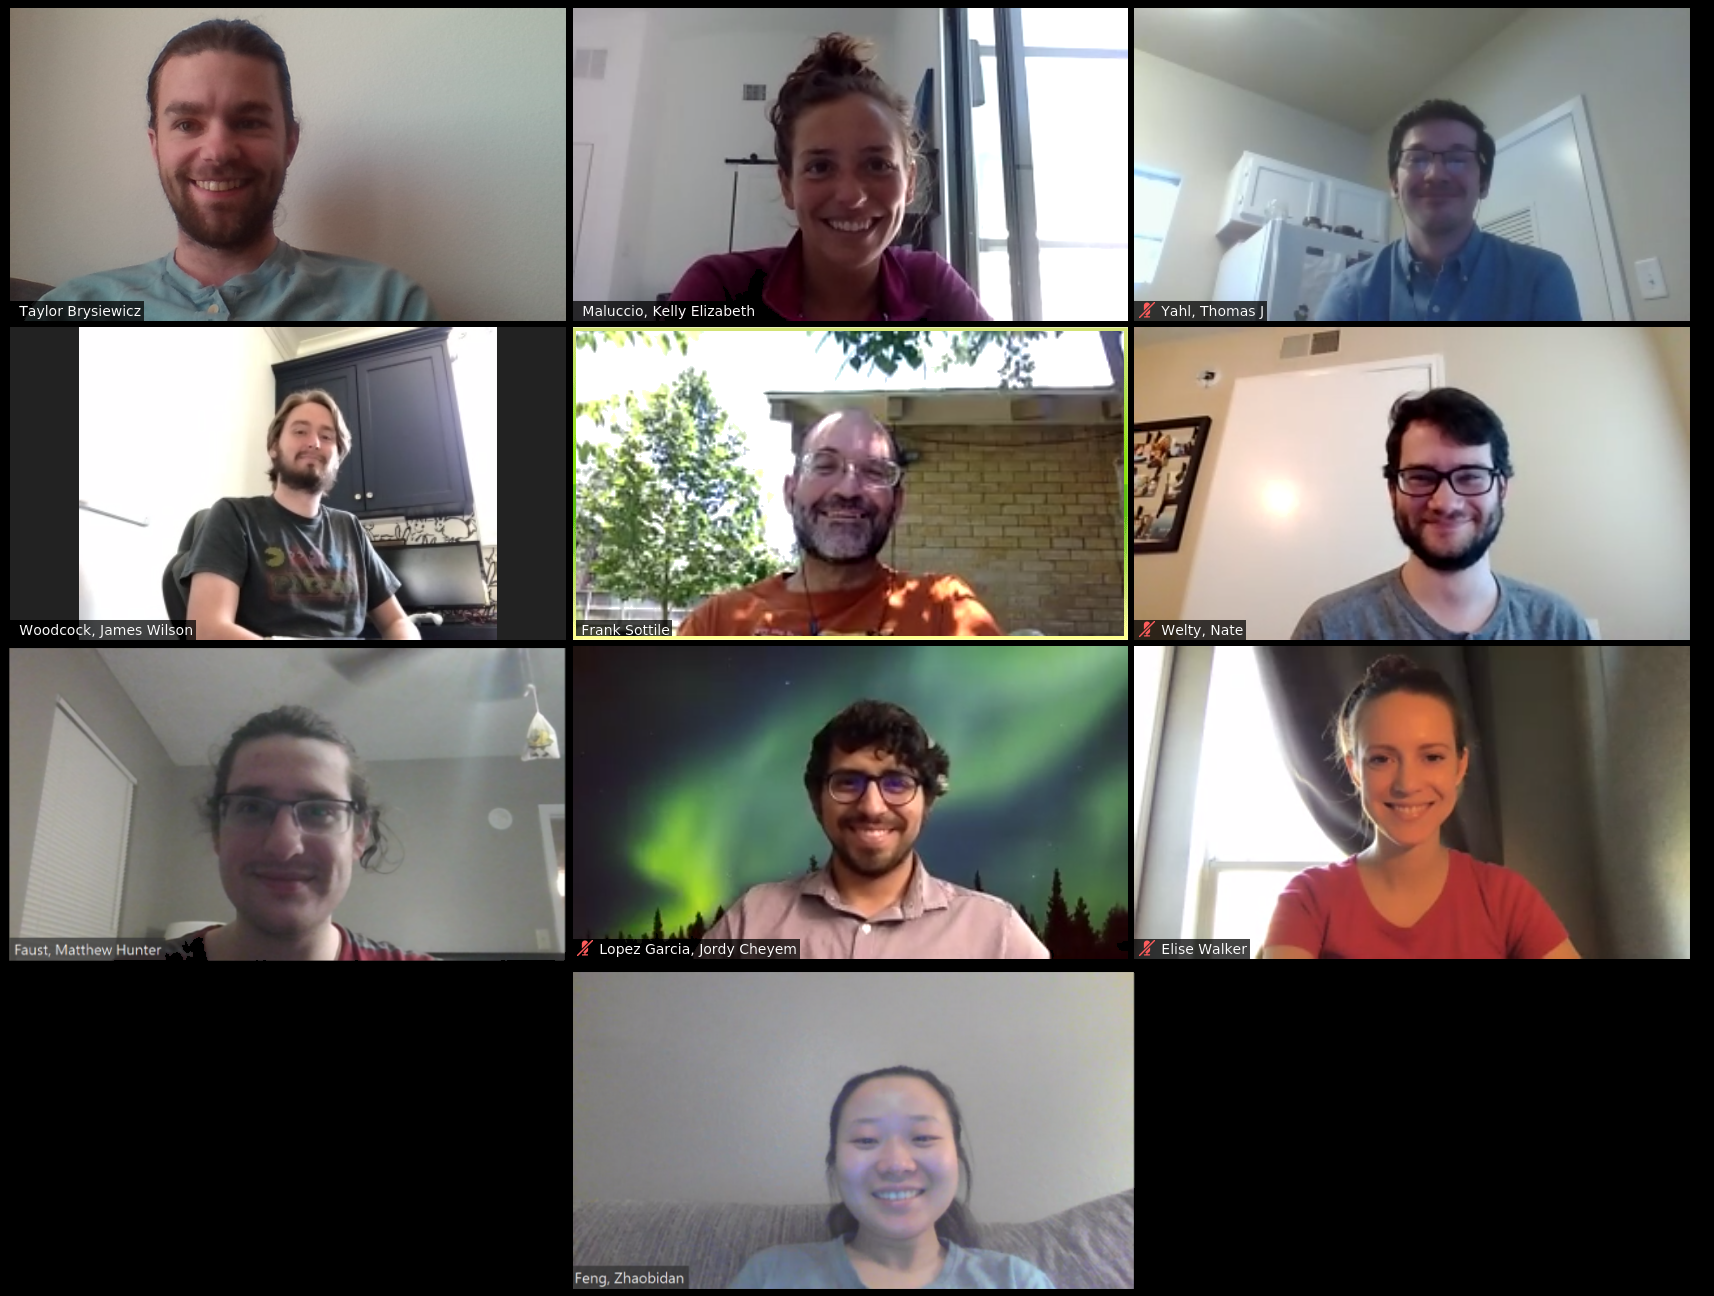 Taylor Brysiewicz
Maluccio, Kelly Elizabeth
Yahl, Thomas J
Woodcock, James Wilson
Frank Sottile
Welty, Nate
Faust, Matthew Hunter
Lopez Garcia, Jordy Cheyem
Elise Walker
Feng, Zhaobidan